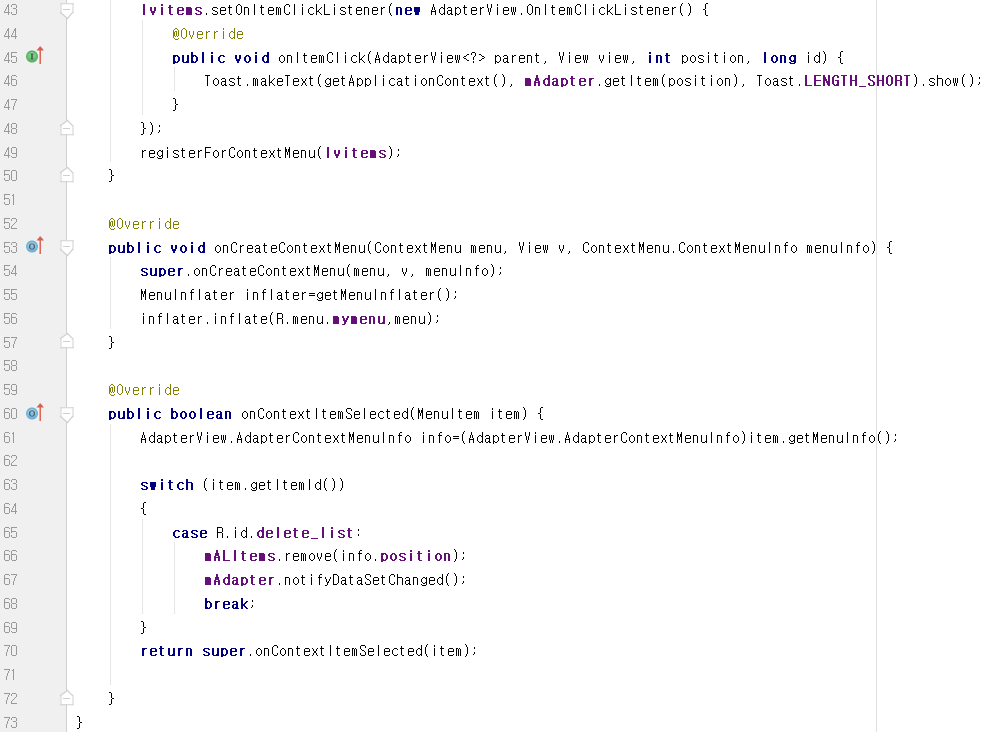 43 lvitems.setOnItemClickListener(new AdapterView.OnItemClickListener() {
44 @Override
45 public void onItemClick(AdapterView<?> parent, View view, int position, long id) {
46 Toast.makeText(getApplicationContext(), mAdapter.getItem(position), Toast.LENGTH_SHORT).show();
47 }
48 });
49 registerForContextMenu(lvitems);
50 }
51
52 @Override
53 public void onCreateContextMenu(ContextMenu menu, View v, ContextMenu.ContextMenuInfo menuInfo) {
54 super.onCreateContextMenu(menu, v, menuInfo);
55 MenuInflater inflater=getMenuInflater();
56 inflater.inflate(R.menu.mymenu,menu);
57 }
58
59 @Override
60 public boolean onContextItemSelected(MenuItem item) {
61 AdapterView.AdapterContextMenuInfo info=(AdapterView.AdapterContextMenuInfo)item.getMenuInfo();
62
63 switch (item.getItemId())
64 {
65 case R.id.delete_list:
66 mALItems.remove(info.position);
67 mAdapter.notifyDataSetChanged();
68 break;
69 }
70 return super.onContextItemSelected(item);
71
72 }
73 }